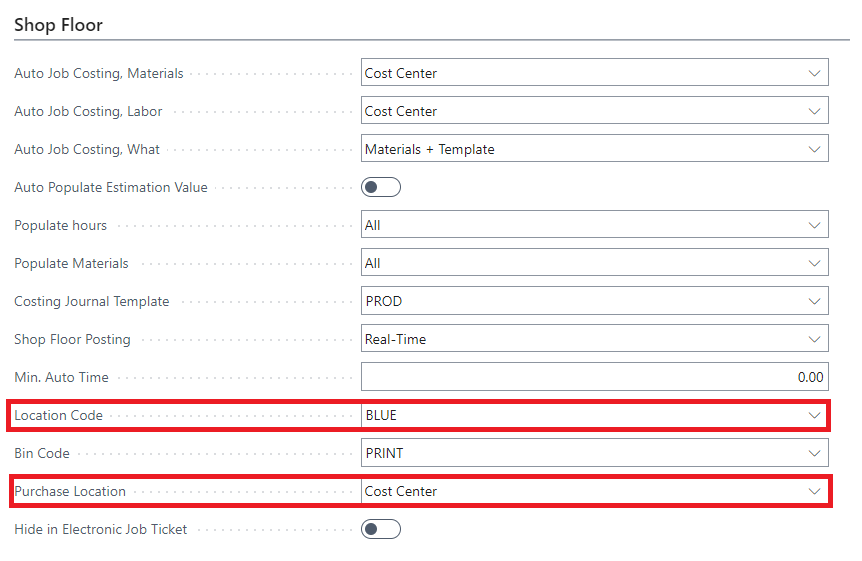 Shop Floor
Auto Job Costing, Materials Cost Center
Auto Job Costing, Labor Cost Center
Auto Job Costing, What Materials + Template
Auto Populate Estimation Value
Populate hours All
Populate Materials All
Costing Journal Template PROD
Shop Floor Posting Real-Time
Min. Auto Time 0.00
Location Code BLUE
Bin Code PRINT
Purchase Location Cost Center
Hide in Electronic Job Ticket